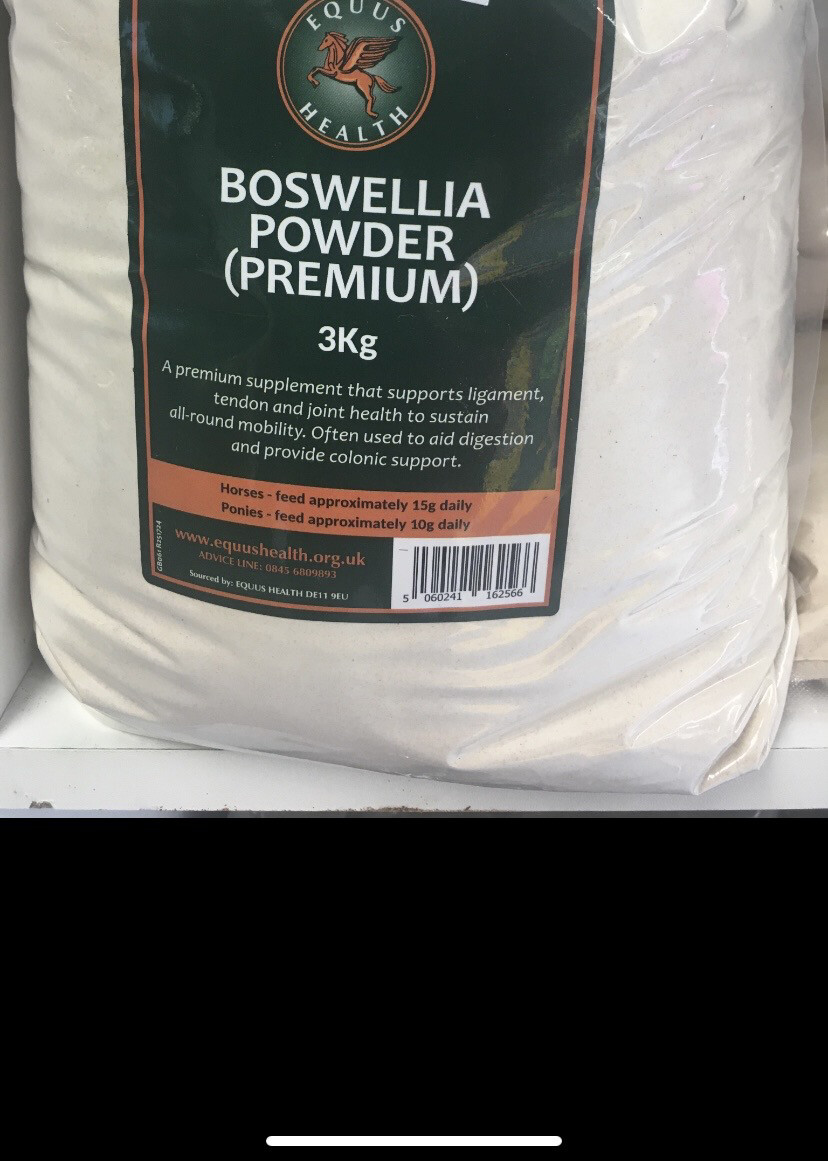 EQUUS
HEALTH
BOSWELLIA
POWDER
(PREMIUM)
3Kg
A premium supplement that supports ligament,
tendon and joint health to sustain
all-round mobility. Often used to aid digestion
and provide colonic support.
Horses - feed approximately 15g daily
Ponies - feed approximately 10g daily
www.equushealth.org.uk
ADVICE LINE: 0845 6809893
Sourced by: EQUUS HEALTH DE11 9EU
5 060241 162566